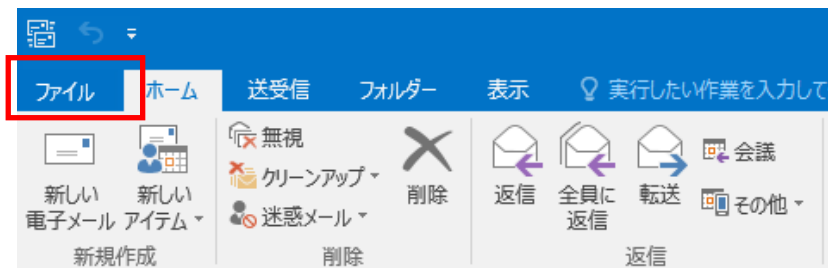 ファイル ホーム 送受信 フォルダー 表示 実行したい作業を入力して
新しい
電子メール
新しい
アイテム
新規作成
無視
クリーンアップ
迷惑メール
削除
削除
返信
全員に
返信
転送
会議
その他
返信